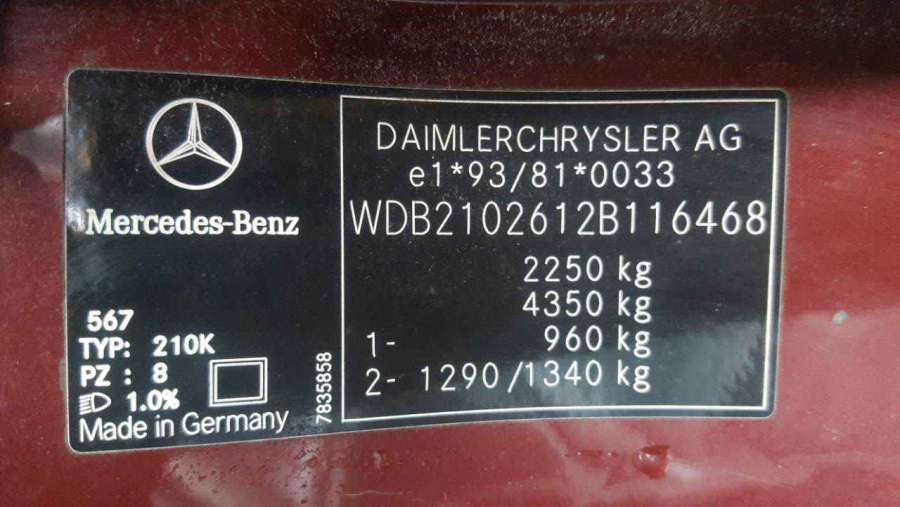 Mercedes-Benz
567
TYP: 210K
PZ : 8
1.0%
Made in Germany
7835858
DAIMLERCHRYSLER AG
e1*93/81*0033
WDB2102612B116468
2250 kg
4350 kg
1- 960 kg
2- 1290/1340 kg